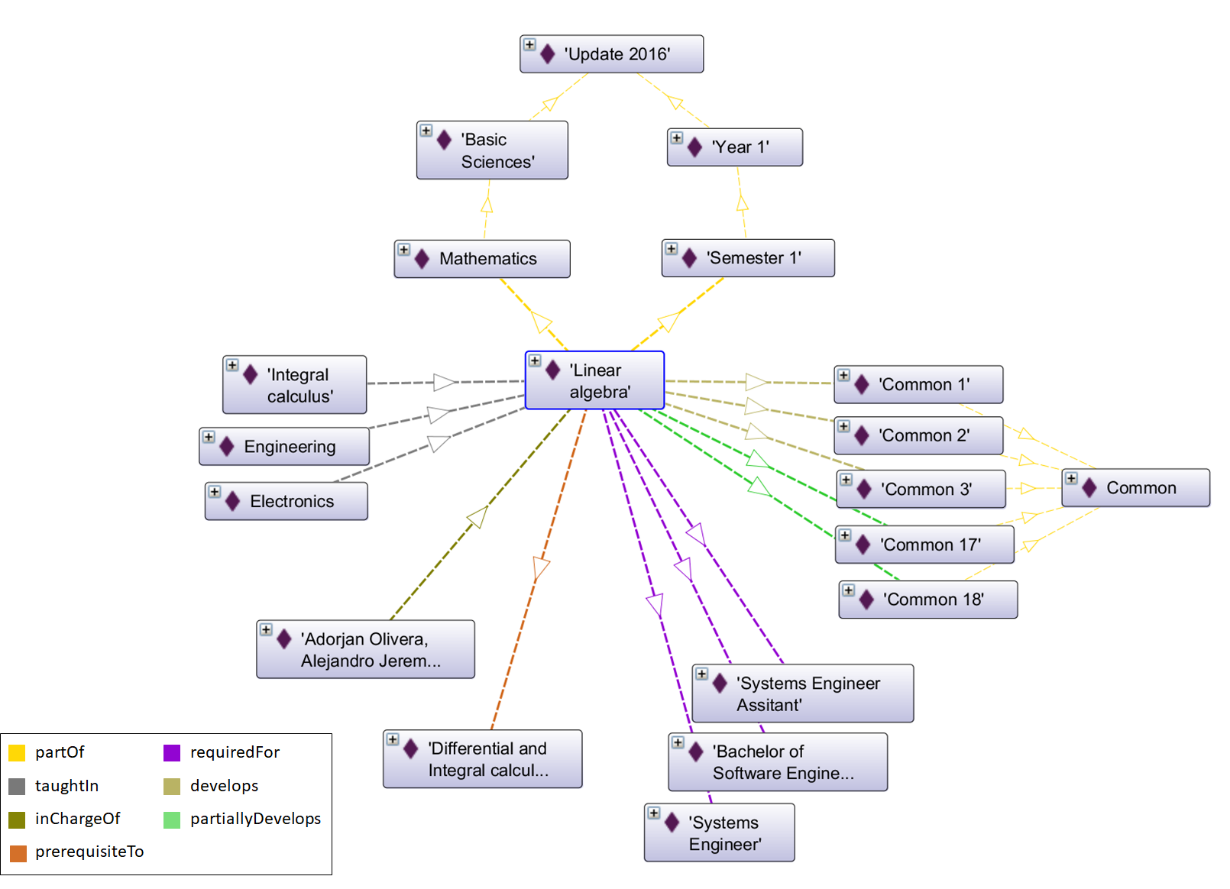 'Update 2016'
'Basic
Sciences'
'Year 1'
Mathematics
'Semester 1'
'Linear
algebra'
'Integral
calculus'
Engineering
Electronics
'Common 1'
'Common 2'
'Common 3'
Common
'Common 17'
'Common 18'
'Adorjan Olivera,
Alejandro Jerem...
'Systems Engineer
Assitant'
'Differential and
Integral calcul...
'Bachelor of
Software Engine...
'Systems
Engineer'
partOf
requiredFor
taughtIn
develops
inChargeOf
partiallyDevelops
prerequisiteTo